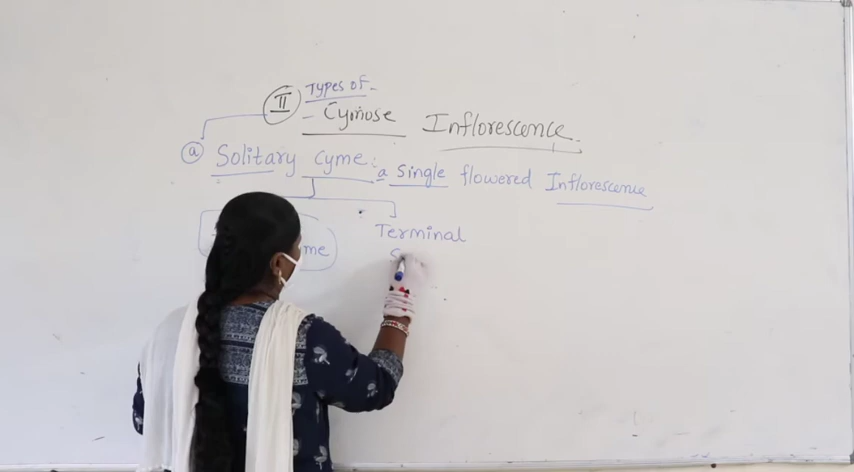 II Types of -
- Cymose Inflorescence.
a Solitary Cyme: a single flowered Inflorescence
me Terminal
S